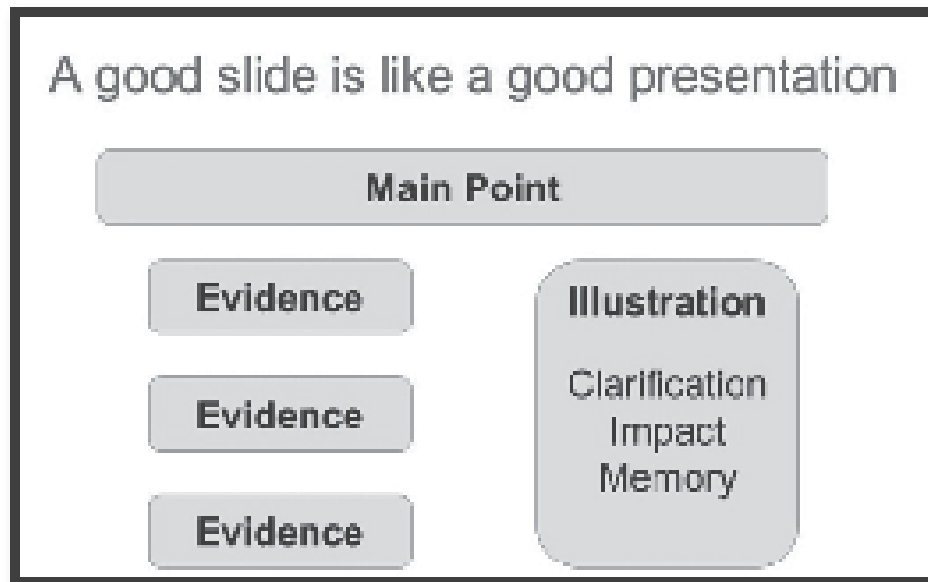 A good slide is like a good presentation
Main Point
Evidence
Evidence
Evidence
Illustration
Clarification
Impact
Memory